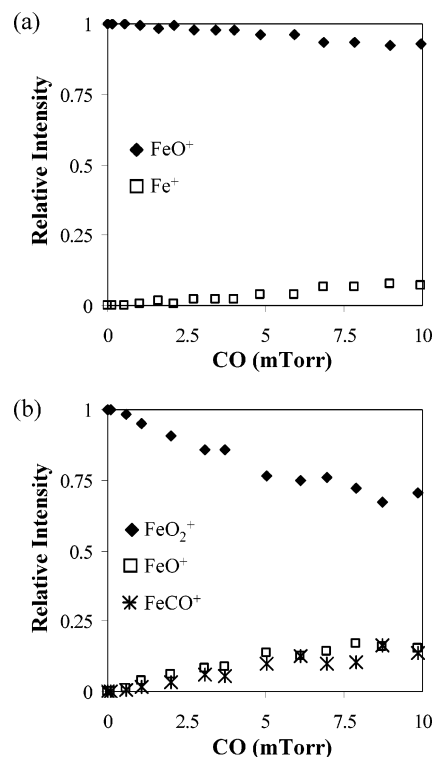 (a)
1
0.75
0.5
0.25
0
Relative Intensity
FeO⁺
Fe⁺
0 2.5 5 7.5 10
CO (mTorr)
(b)
1
0.75
0.5
0.25
0
Relative Intensity
FeO₂⁺
FeO⁺
FeCO⁺
0 2.5 5 7.5 10
CO (mTorr)